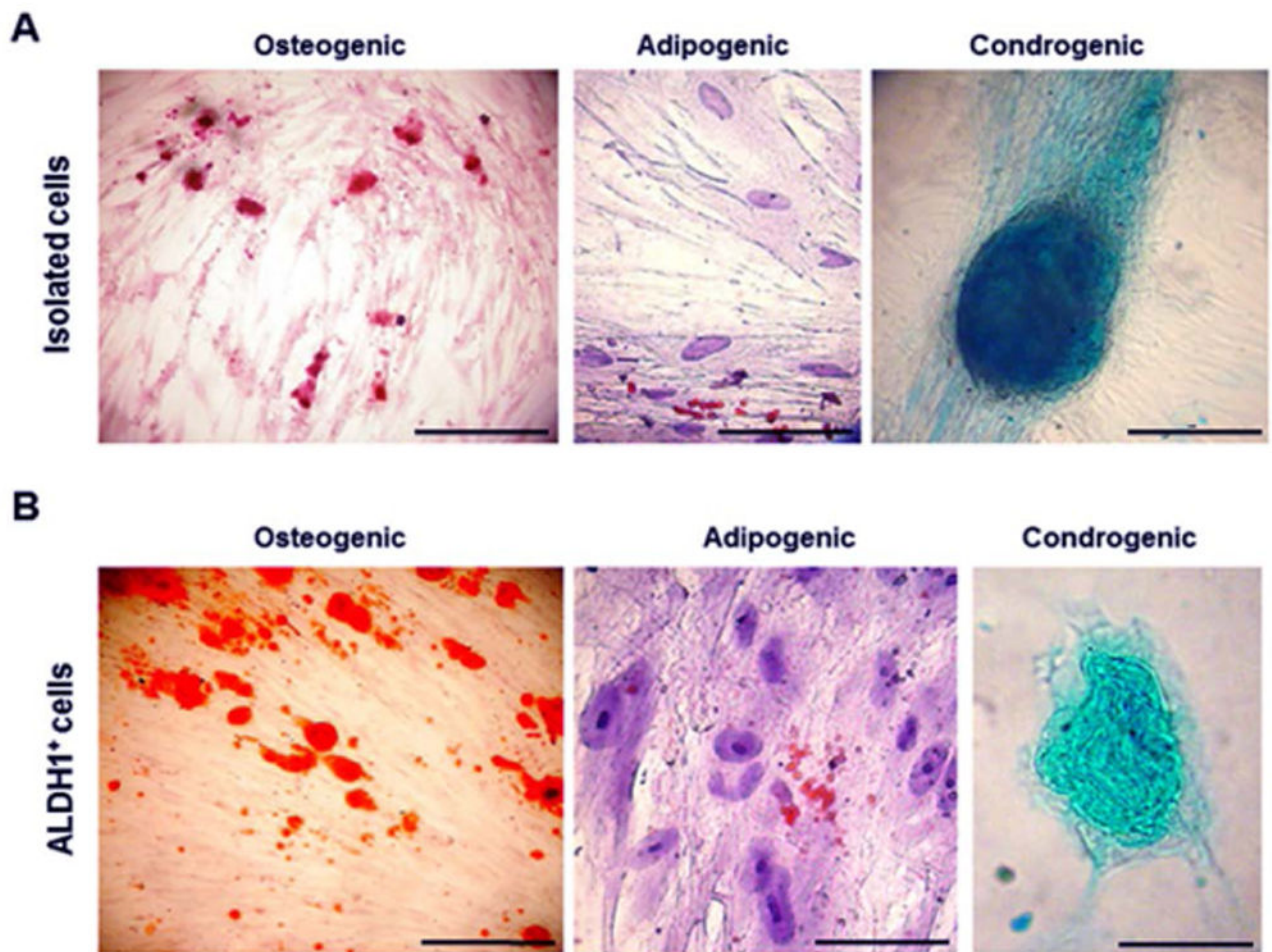 A
Osteogenic
Adipogenic
Condrogenic
Isolated cells
B
Osteogenic
Adipogenic
Condrogenic
ALDH1⁺ cells